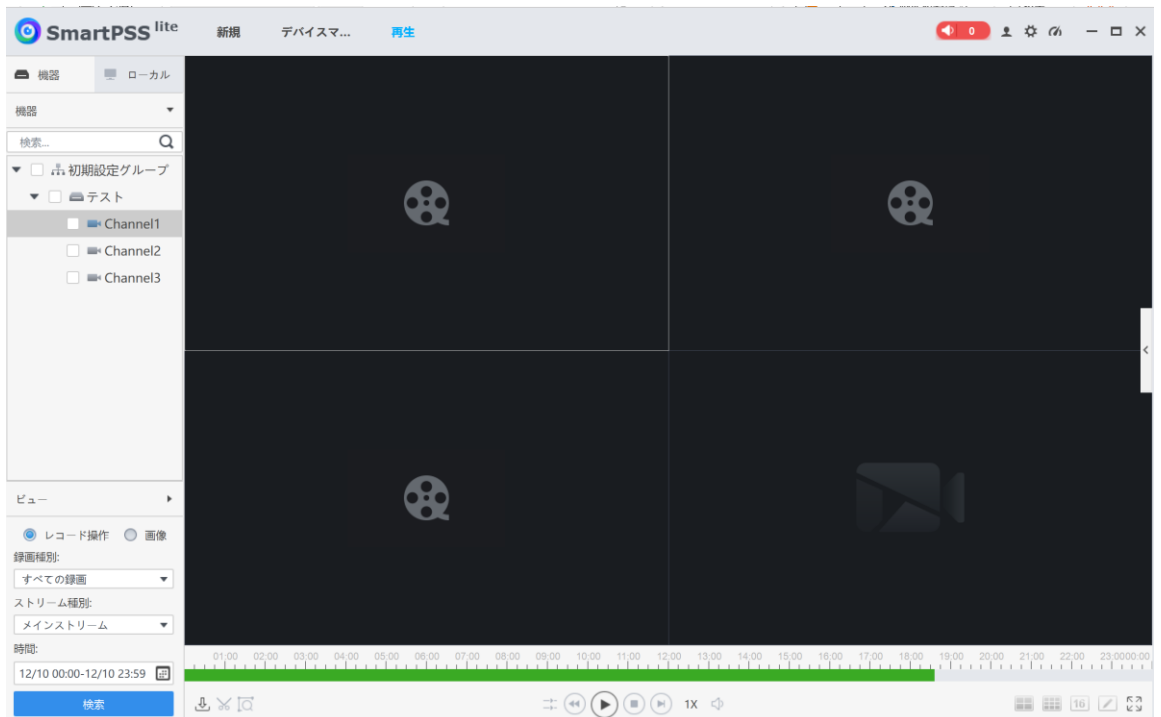 SmartPSS lite 新規 デバイスマ... 再生 0
機器 ローカル
機器
検索...
初期設定グループ
テスト
Channel1
Channel2
Channel3
ビュー
レコード操作 画像
録画種別:
すべての録画
ストリーム種別:
メインストリーム
時間:
12/10 00:00-12/10 23:59
検索
01:00 02:00 03:00 04:00 05:00 06:00 07:00 08:00 09:00 10:00 11:00 12:00 13:00 14:00 15:00 16:00 17:00 18:00 19:00 20:00 21:00 22:00 23:0000:00
1X 16